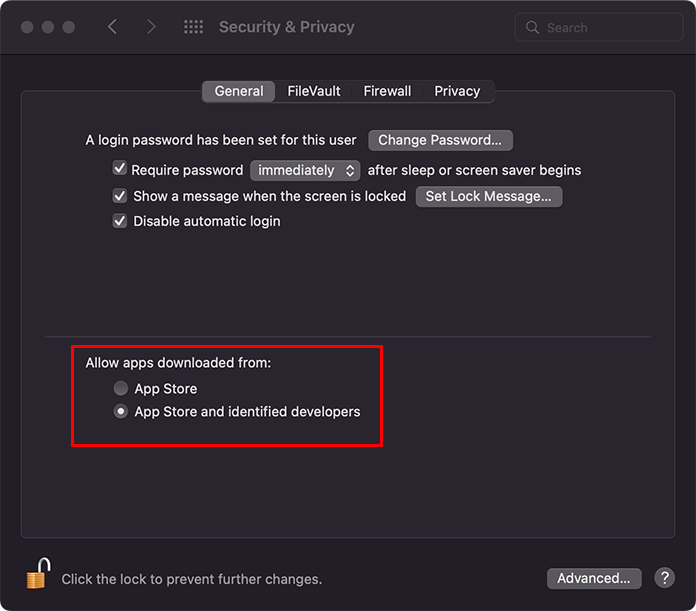 Security & Privacy
Search
General FileVault Firewall Privacy
A login password has been set for this user Change Password...
Require password immediately after sleep or screen saver begins
Show a message when the screen is locked Set Lock Message...
Disable automatic login
Allow apps downloaded from:
App Store
App Store and identified developers
Click the lock to prevent further changes.
Advanced... ?